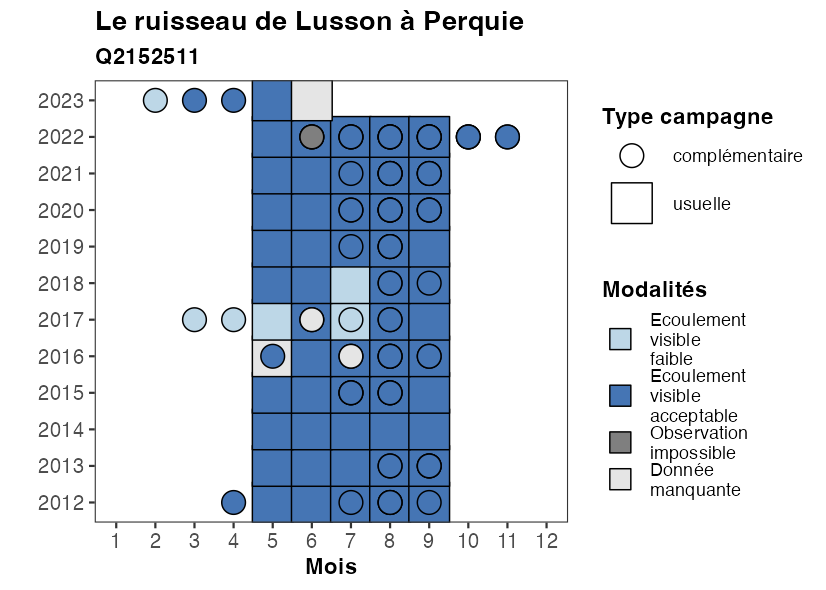 Le ruisseau de Lusson à Perquie
Q2152511
2023
2022
2021
2020
2019
2018
2017
2016
2015
2014
2013
2012
1 2 3 4 5 6 7 8 9 10 11 12
Mois
Type campagne
complémentaire
usuelle
Modalités
Ecoulement
visible
faible
Ecoulement
visible
acceptable
Observation
impossible
Donnée
manquante